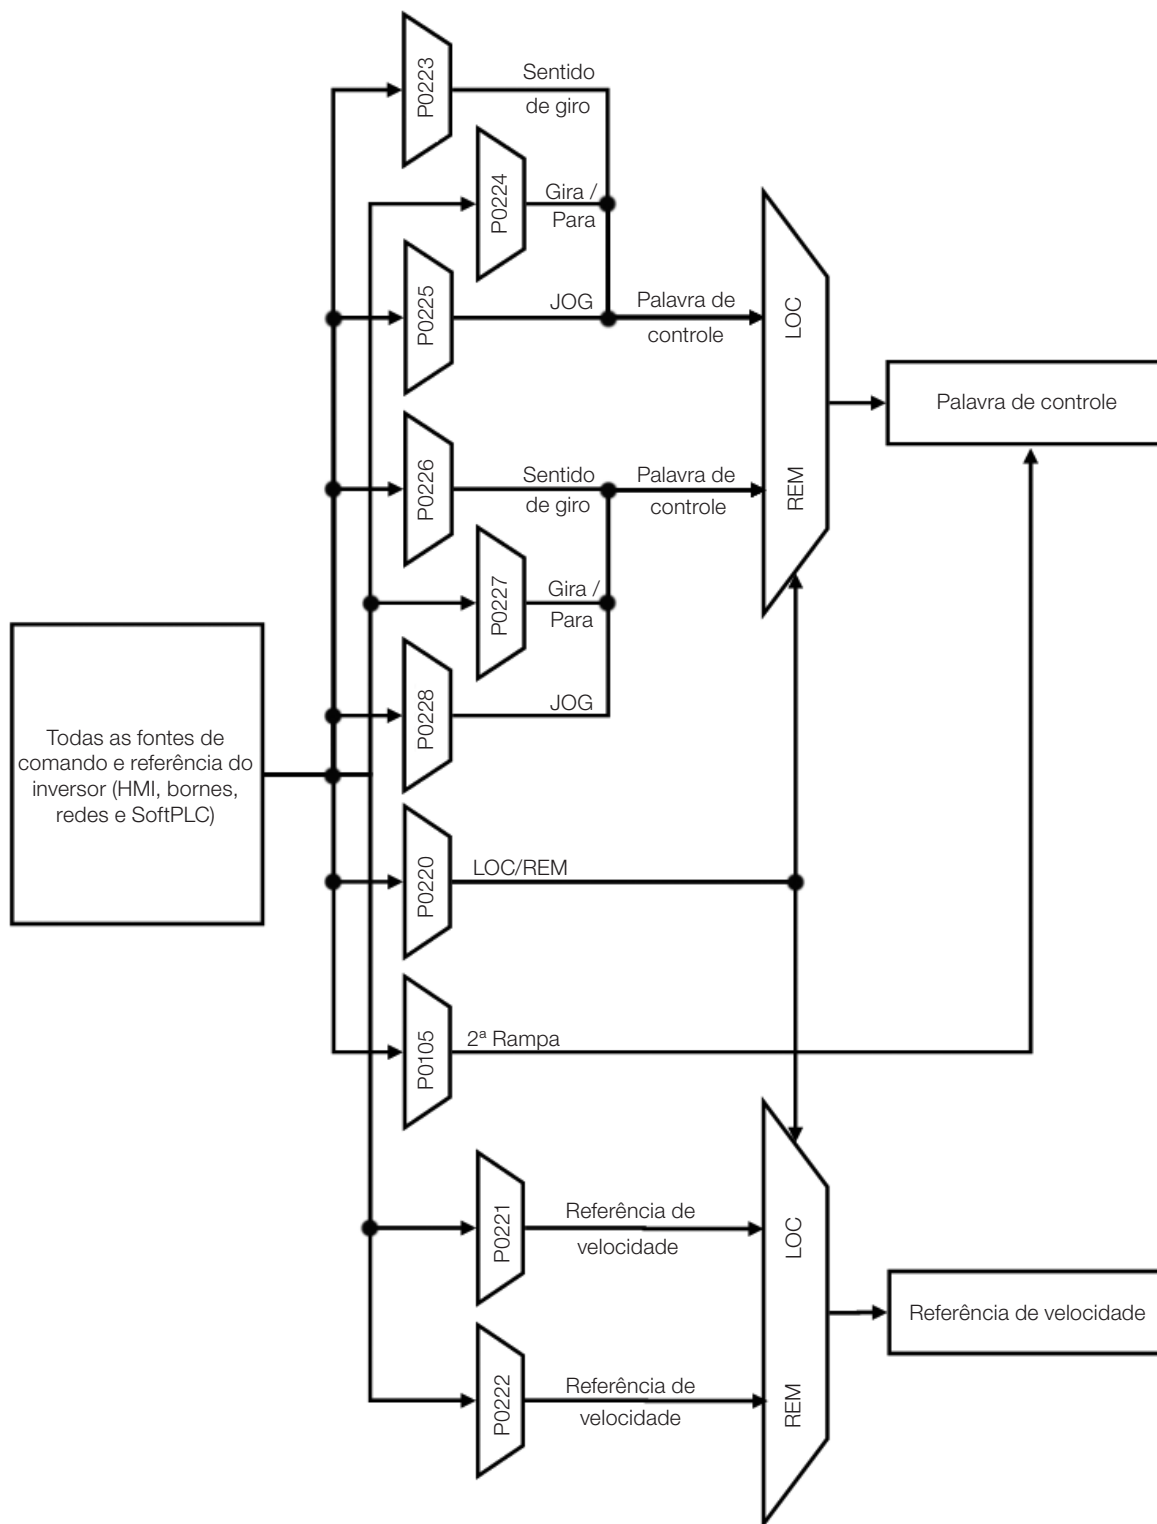 P0223
Sentido
de giro
P0224
Gira /
Para
P0225
JOG
Palavra de
controle
LOC
Palavra de controle
P0226
Sentido
de giro
Palavra de
controle
REM
P0227
Gira /
Para
P0228
JOG
Todas as fontes de
comando e referência do
inversor (HMI, bornes,
redes e SoftPLC)
P0220
LOC/REM
P0105
2ª Rampa
P0221
Referência de
velocidade
LOC
Referência de velocidade
P0222
Referência de
velocidade
REM